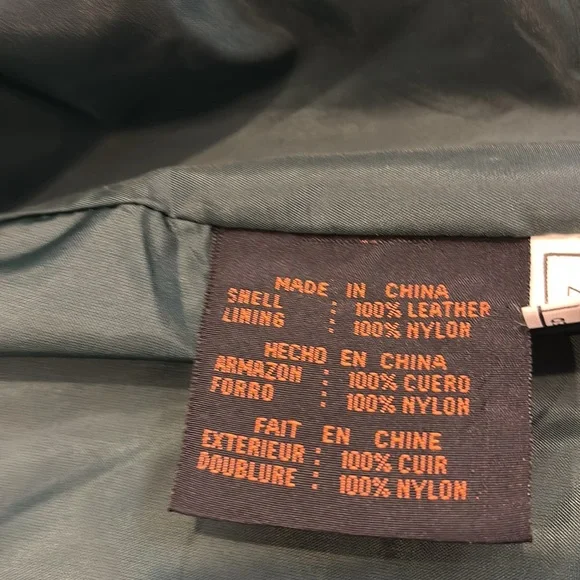 MADE IN CHINA
SHELL : 100% LEATHER
LINING : 100% NYLON
HECHO EN CHINA
ARMAZON : 100% CUERO
FORRO : 100% NYLON
FAIT EN CHINE
EXTERIEUR : 100% CUIR
DOUBLURE : 100% NYLON